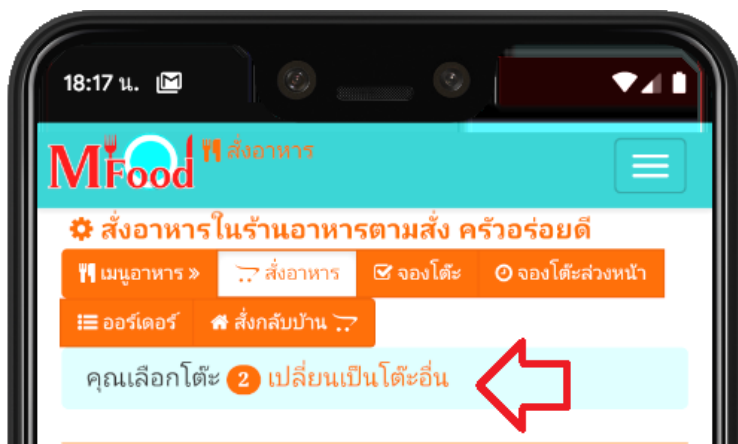 18:17 น.
MFood สั่งอาหาร
สั่งอาหารในร้านอาหารตามสั่ง ครัวอร่อยดี
เมนูอาหาร » สั่งอาหาร จองโต๊ะ จองโต๊ะล่วงหน้า
ออร์เดอร์ สั่งกลับบ้าน
คุณเลือกโต๊ะ 2 เปลี่ยนเป็นโต๊ะอื่น